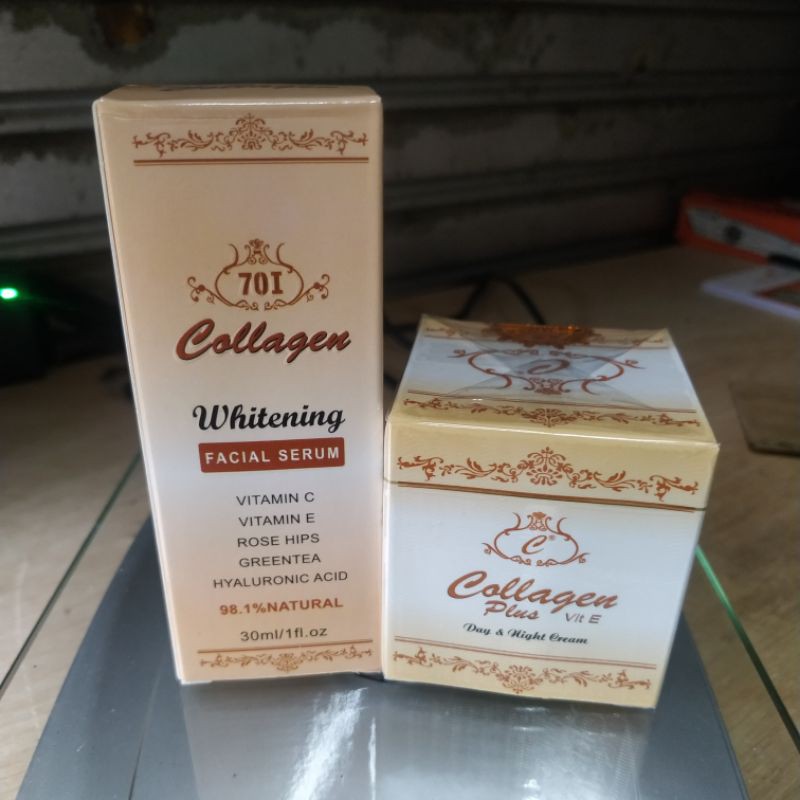 70I
Collagen
Whitening
FACIAL SERUM
VITAMIN C
VITAMIN E
ROSE HIPS
GREENTEA
HYALURONIC ACID
98.1%NATURAL
30ml/1fl.oz
C
C®
Collagen
Plus Vit E
Day & Night Cream